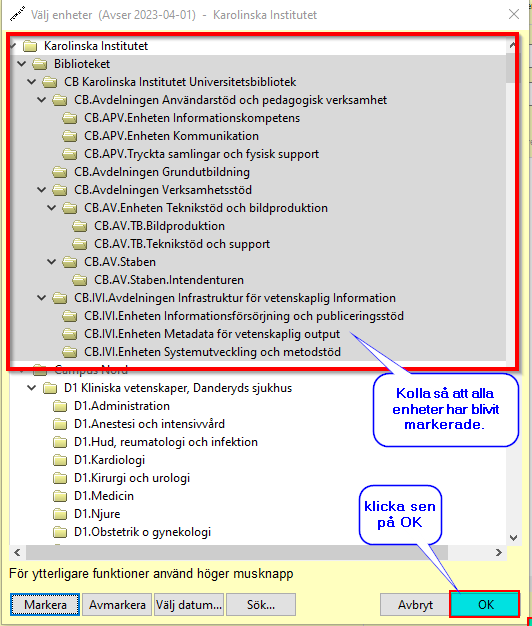 Välj enheter (Avser 2023-04-01) - Karolinska Institutet
Karolinska Institutet
Biblioteket
CB Karolinska Institutet Universitetsbibliotek
CB.Avdelningen Användarstöd och pedagogisk verksamhet
CB.APV.Enheten Informationskompetens
CB.APV.Enheten Kommunikation
CB.APV.Tryckta samlingar och fysisk support
CB.Avdelningen Grundutbildning
CB.Avdelningen Verksamhetsstöd
CB.AV.Enheten Teknikstöd och bildproduktion
CB.AV.TB.Bildproduktion
CB.AV.TB.Teknikstöd och support
CB.AV.Staben
CB.AV.Staben.Intendenturen
CB.IVI.Avdelningen Infrastruktur för vetenskaplig Information
CB.IVI.Enheten Informationsförsörjning och publiceringsstöd
CB.IVI.Enheten Metadata för vetenskaplig output
CB.IVI.Enheten Systemutveckling och metodstöd
Campus Nord
D1 Kliniska vetenskaper, Danderyds sjukhus
D1.Administration
D1.Anestesi och intensivvård
D1.Hud, reumatologi och infektion
D1.Kardiologi
D1.Kirurgi och urologi
D1.Medicin
D1.Njure
D1.Obstetrik o gynekologi
Kolla så att alla
enheter har blivit
markerade.
klicka sen
på OK
För ytterligare funktioner använd höger musknapp
Markera Avmarkera Välj datum... Sök... Avbryt OK